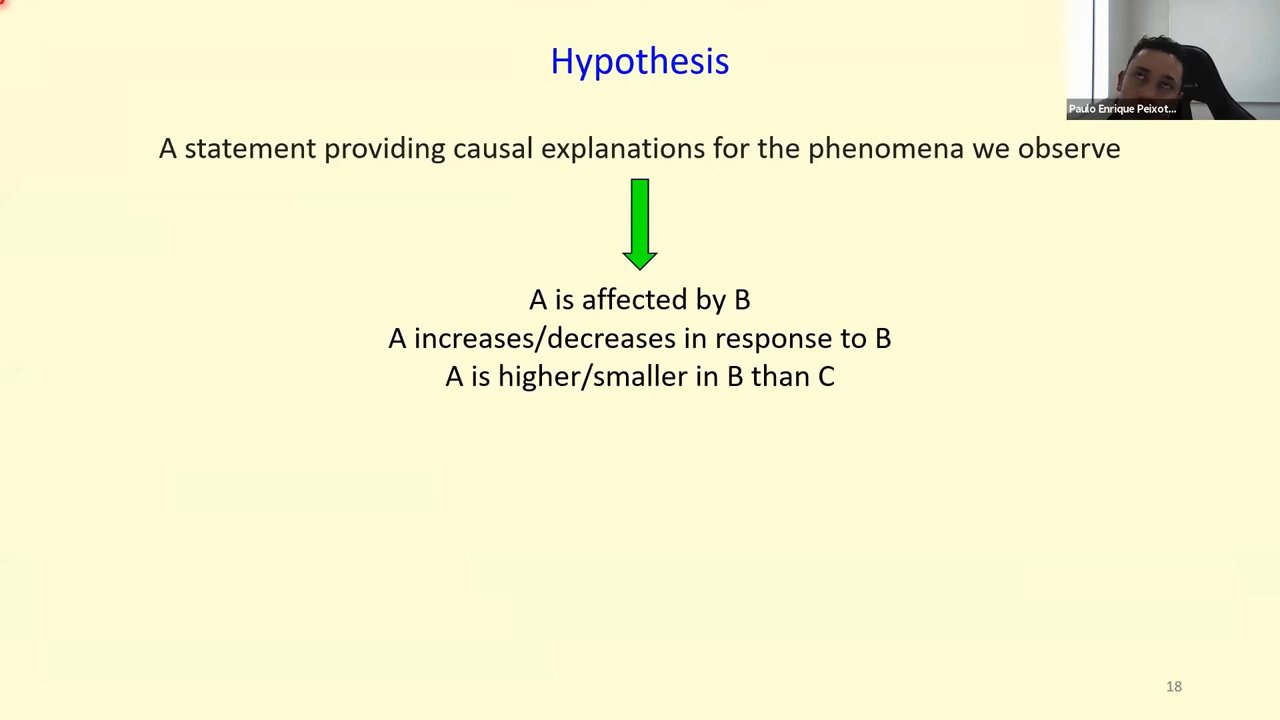 Hypothesis
Paulo Enrique Peixot...
A statement providing causal explanations for the phenomena we observe
A is affected by B
A increases/decreases in response to B
A is higher/smaller in B than C
18